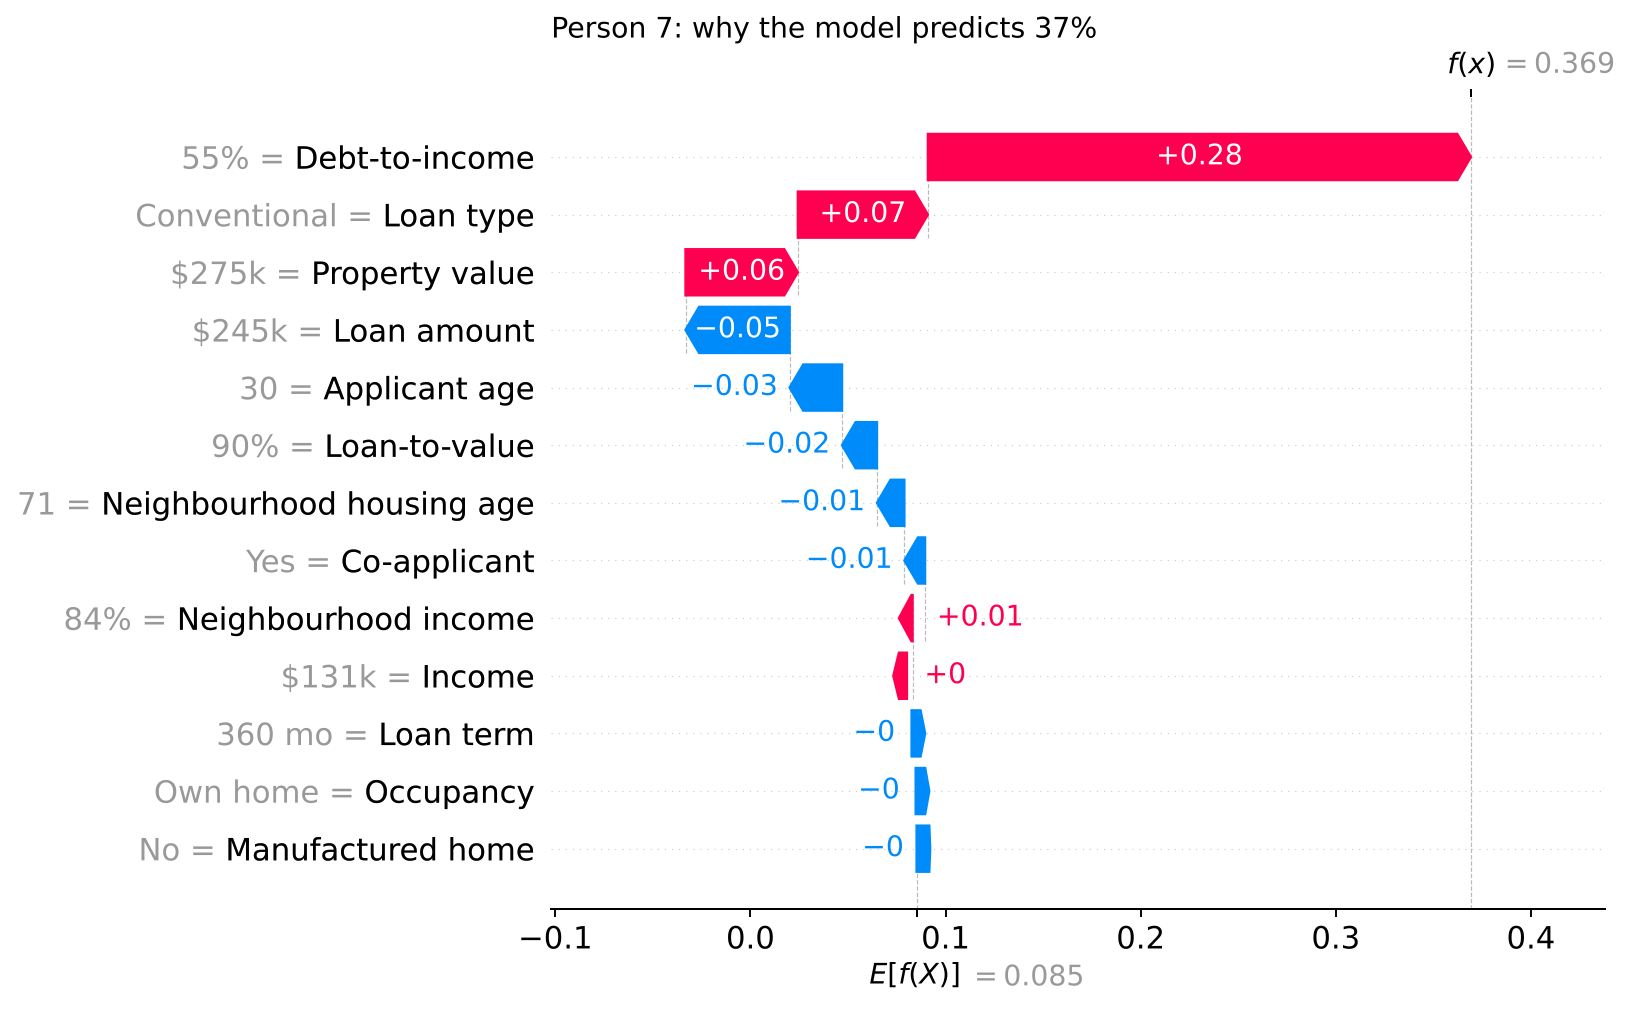 Person 7: why the model predicts 37%
f(x) = 0.369
55% = Debt-to-income
+0.28
Conventional = Loan type
+0.07
$275k = Property value
+0.06
$245k = Loan amount
−0.05
30 = Applicant age
−0.03
90% = Loan-to-value
−0.02
71 = Neighbourhood housing age
−0.01
Yes = Co-applicant
−0.01
84% = Neighbourhood income
+0.01
$131k = Income
+0
360 mo = Loan term
−0
Own home = Occupancy
−0
No = Manufactured home
−0
−0.1 0.0 0.1 0.2 0.3 0.4
E[f(X)] = 0.085